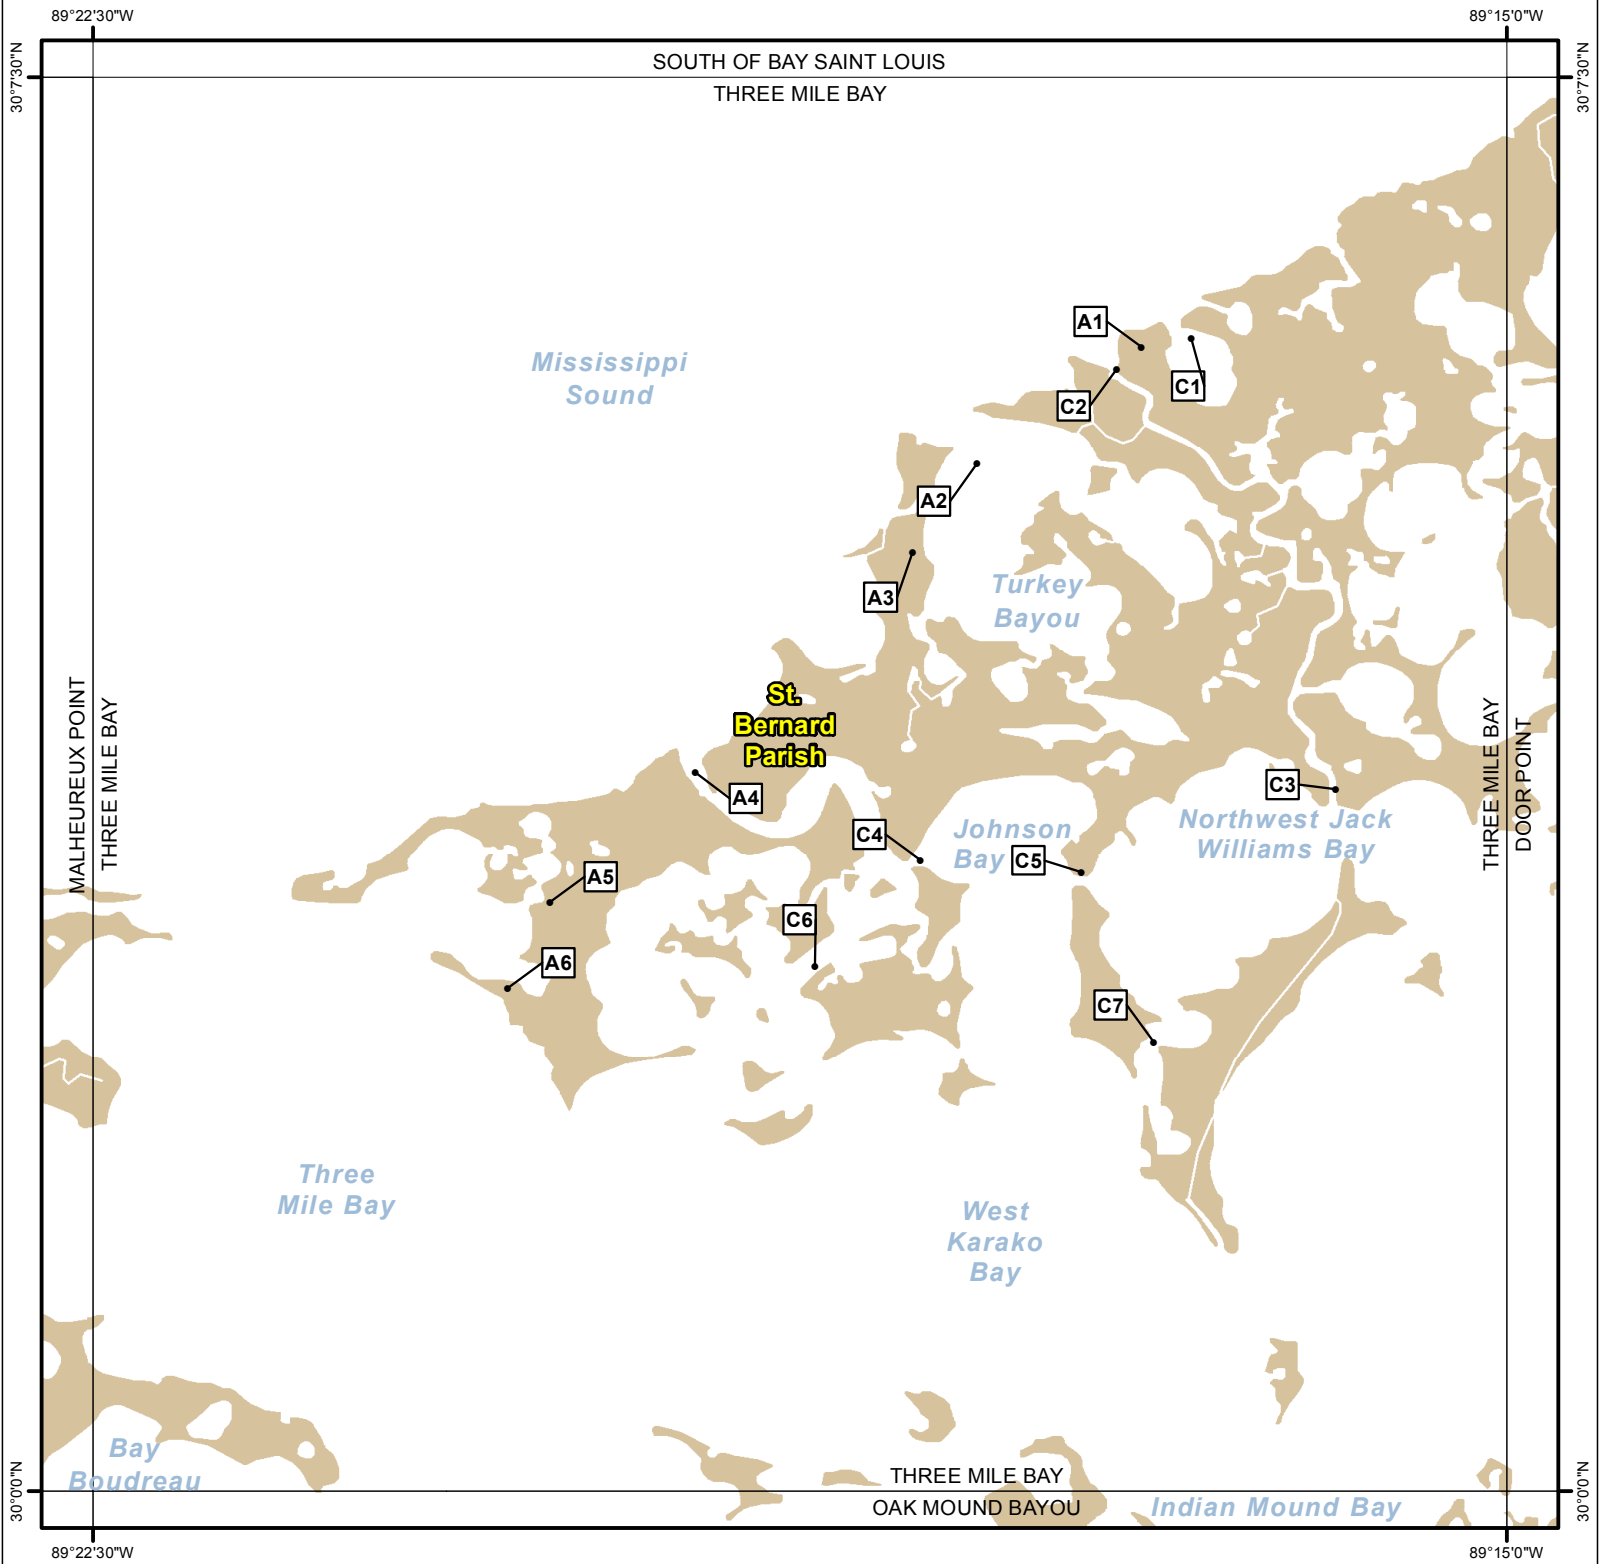 89°22'30"W
89°15'0"W
30°7'30"N
30°7'30"N
SOUTH OF BAY SAINT LOUIS
THREE MILE BAY
A1
Mississippi
Sound
C1
C2
A2
Turkey
Bayou
A3
St.
Bernard
Parish
MALHEUREUX POINT
THREE MILE BAY
THREE MILE BAY
DOOR POINT
A4
C3
Northwest Jack
Williams Bay
Johnson
Bay
C4
C5
A5
C6
A6
C7
Three
Mile Bay
West
Karako
Bay
Bay
Boudreau
THREE MILE BAY
OAK MOUND BAYOU
Indian Mound Bay
30°0'0"N
30°0'0"N
89°22'30"W
89°15'0"W